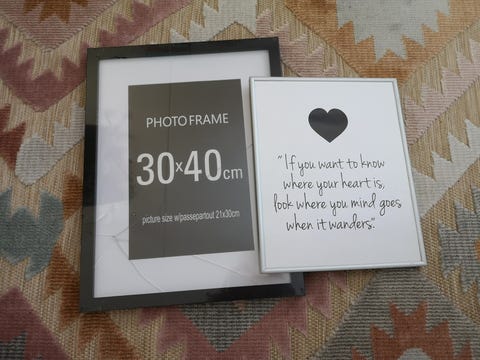 PHOTO FRAME
30x40cm
picture size w/passepartout 21x30cm
"If you want to know
where your heart is,
look where you mind goes
when it wanders."